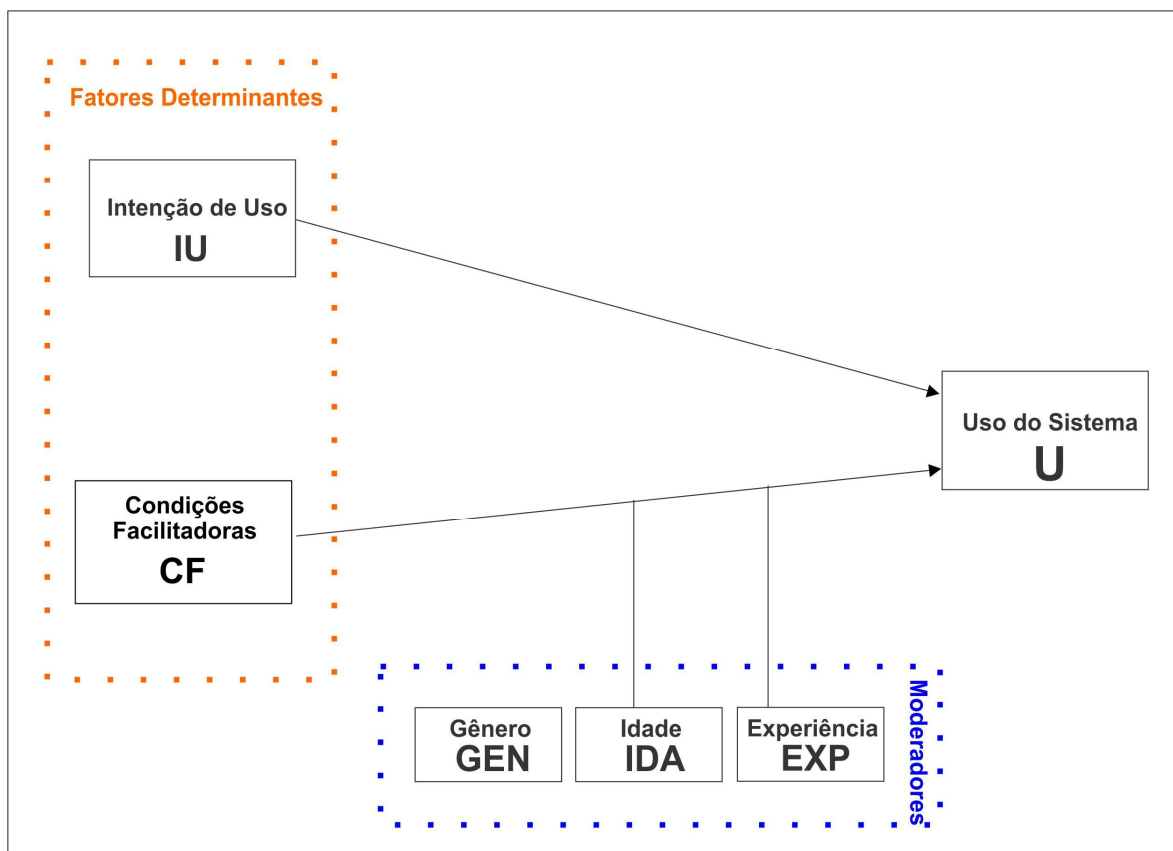 Fatores Determinantes
Intenção de Uso
IU
Uso do Sistema
U
Condições
Facilitadoras
CF
Gênero
GEN
Idade
IDA
Experiência
EXP
Moderadores